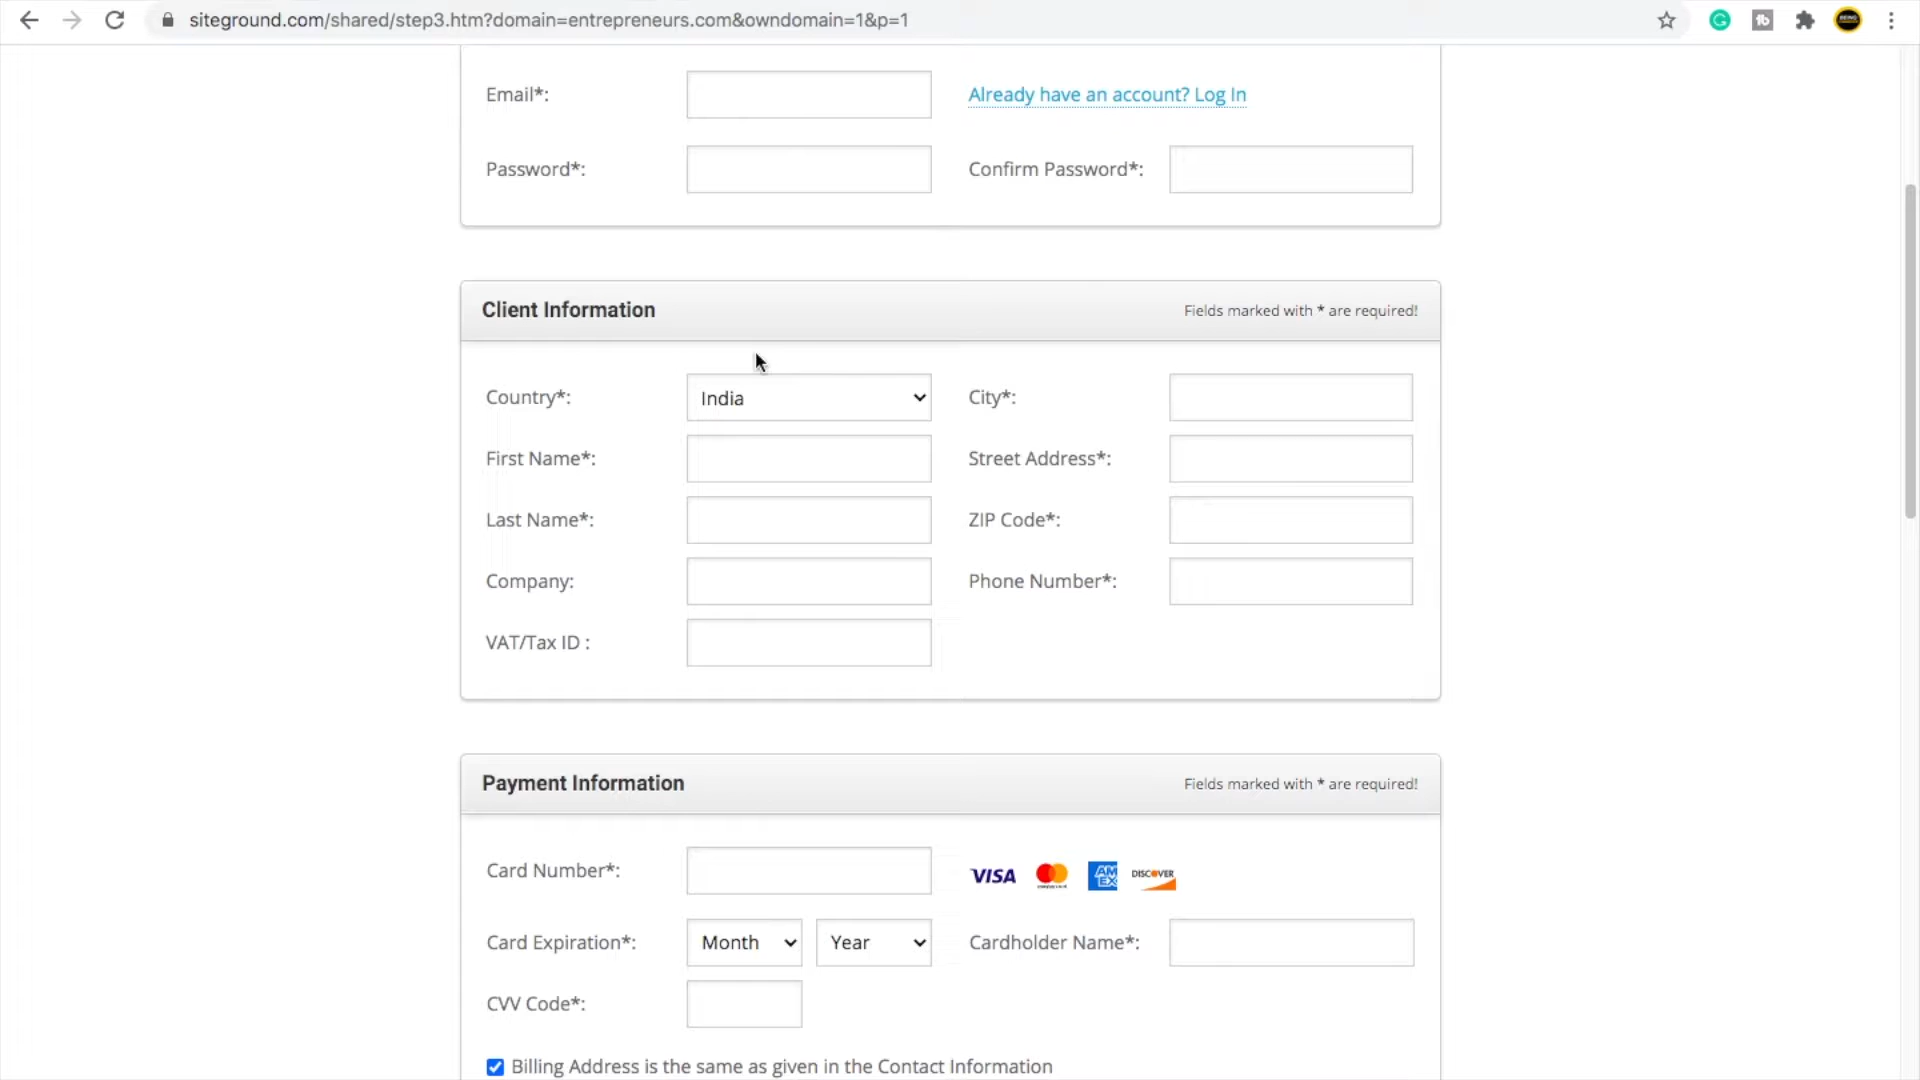 siteground.com/shared/step3.htm?domain=entrepreneurs.com&owndomain=1&p=1
Email*:
Already have an account? Log In
Password*:
Confirm Password*:
Client Information
Fields marked with * are required!
Country*:
India
City*:
First Name*:
Street Address*:
Last Name*:
ZIP Code*:
Company:
Phone Number*:
VAT/Tax ID :
Payment Information
Fields marked with * are required!
Card Number*:
VISA
AM EX
DISCOVER
Card Expiration*:
Month
Year
Cardholder Name*:
CVV Code*:
Billing Address is the same as given in the Contact Information